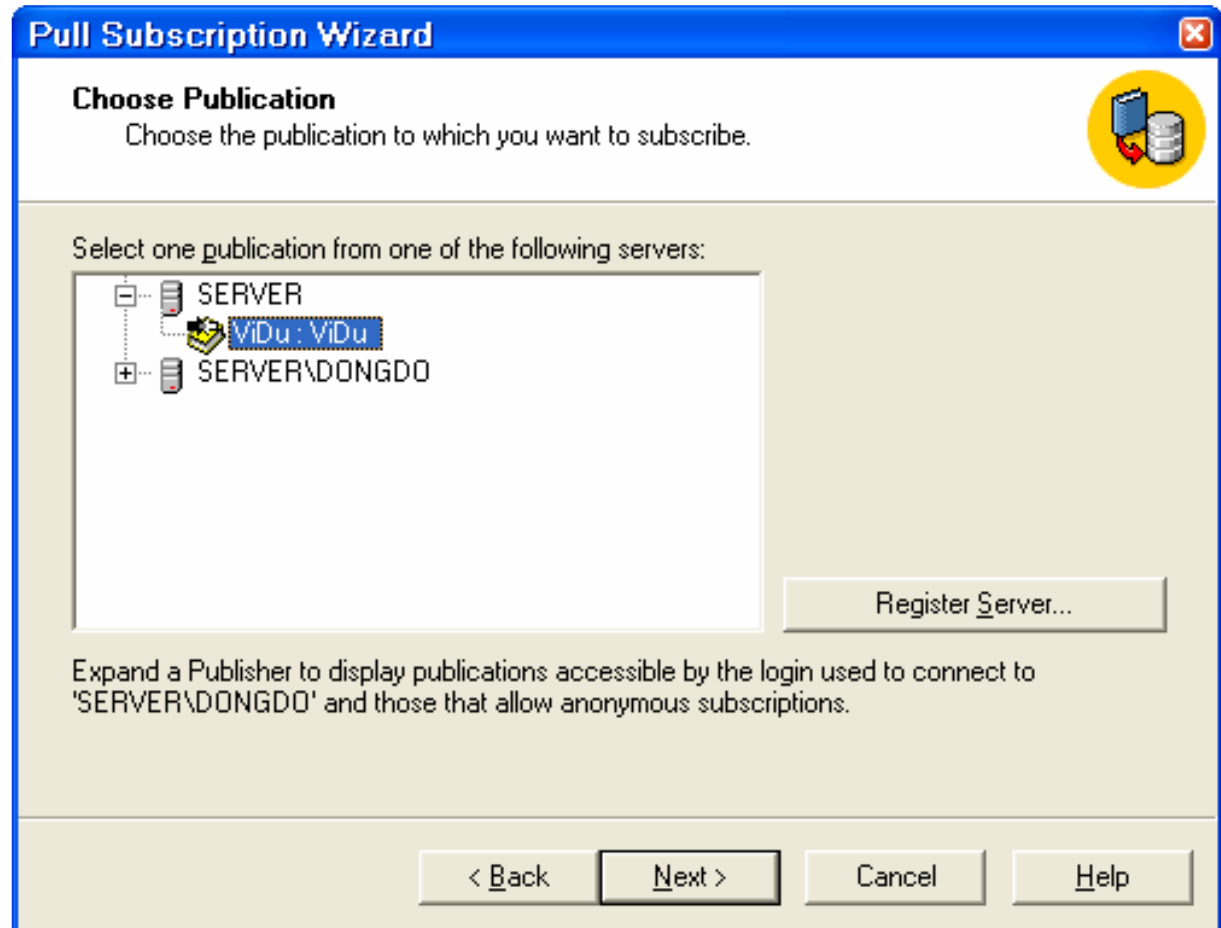 Pull Subscription Wizard
Choose Publication
Choose the publication to which you want to subscribe.
Select one publication from one of the following servers:
SERVER
ViDu : ViDu
SERVER\DONGDO
Register Server...
Expand a Publisher to display publications accessible by the login used to connect to
'SERVER\DONGDO' and those that allow anonymous subscriptions.
< Back Next > Cancel Help